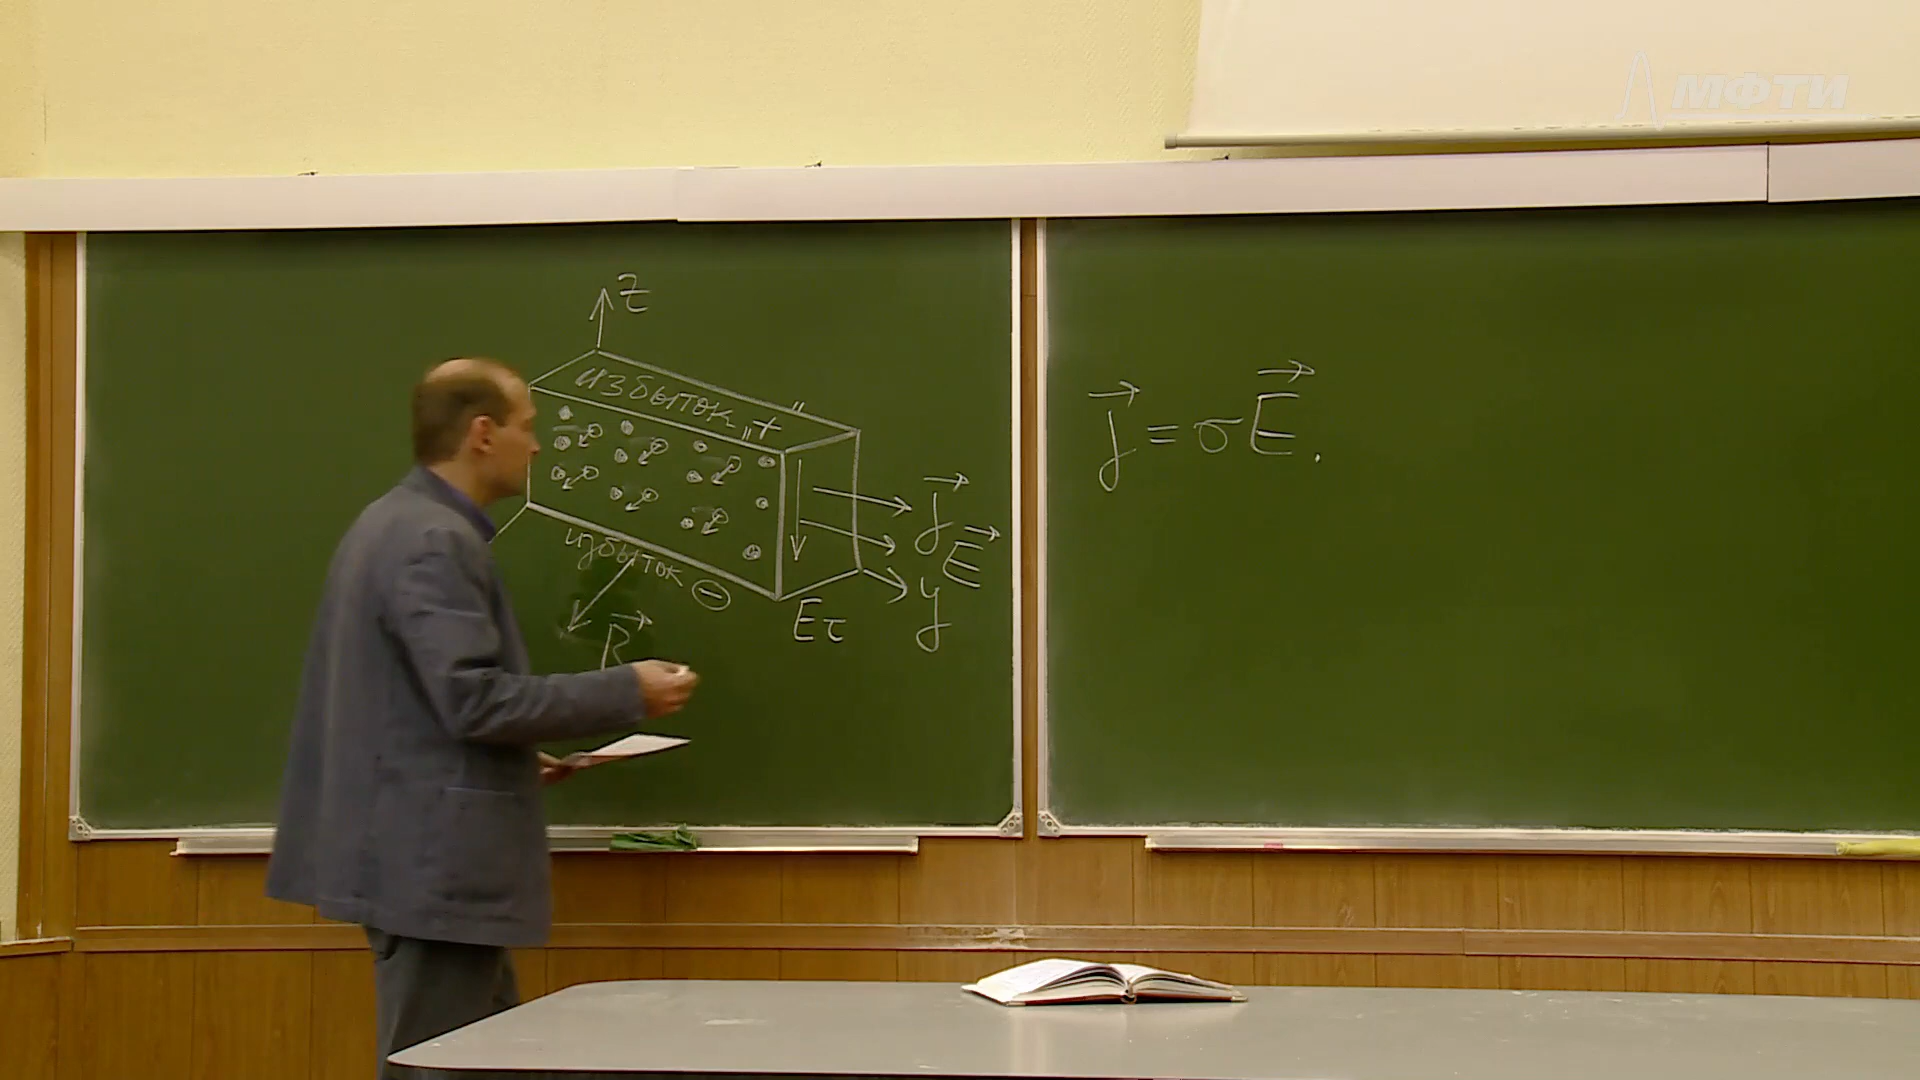 МФТИ
z
избыток "+"
избыток ⊖
j⃗
E⃗
y
Eτ
j⃗ = σE⃗.